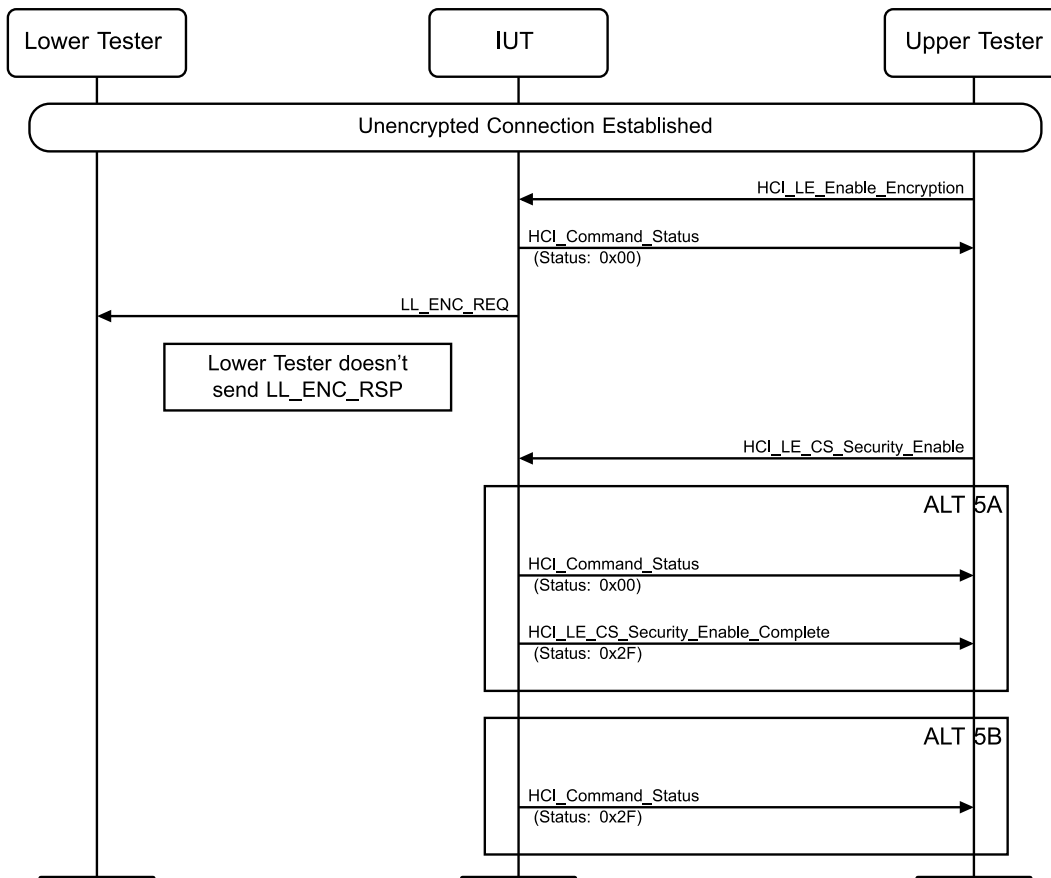 Lower Tester
IUT
Upper Tester
Unencrypted Connection Established
HCI_LE_Enable_Encryption
HCI_Command_Status
(Status: 0x00)
LL_ENC_REQ
Lower Tester doesn't
send LL_ENC_RSP
HCI_LE_CS_Security_Enable
ALT 5A
HCI_Command_Status
(Status: 0x00)
HCI_LE_CS_Security_Enable_Complete
(Status: 0x2F)
ALT 5B
HCI_Command_Status
(Status: 0x2F)